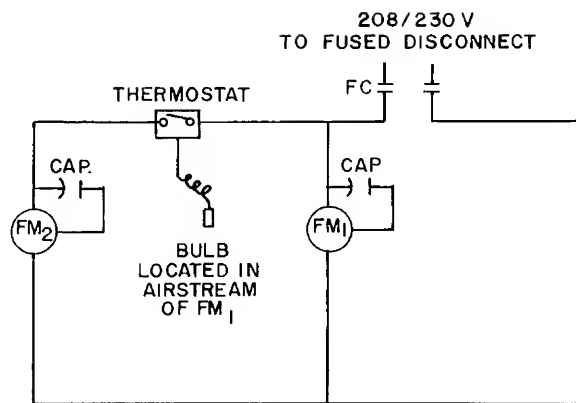 208/230 V
TO FUSED DISCONNECT
FC
THERMOSTAT
CAP.
CAP
FM2
FM1
BULB
LOCATED IN
AIRSTREAM
OF FM1